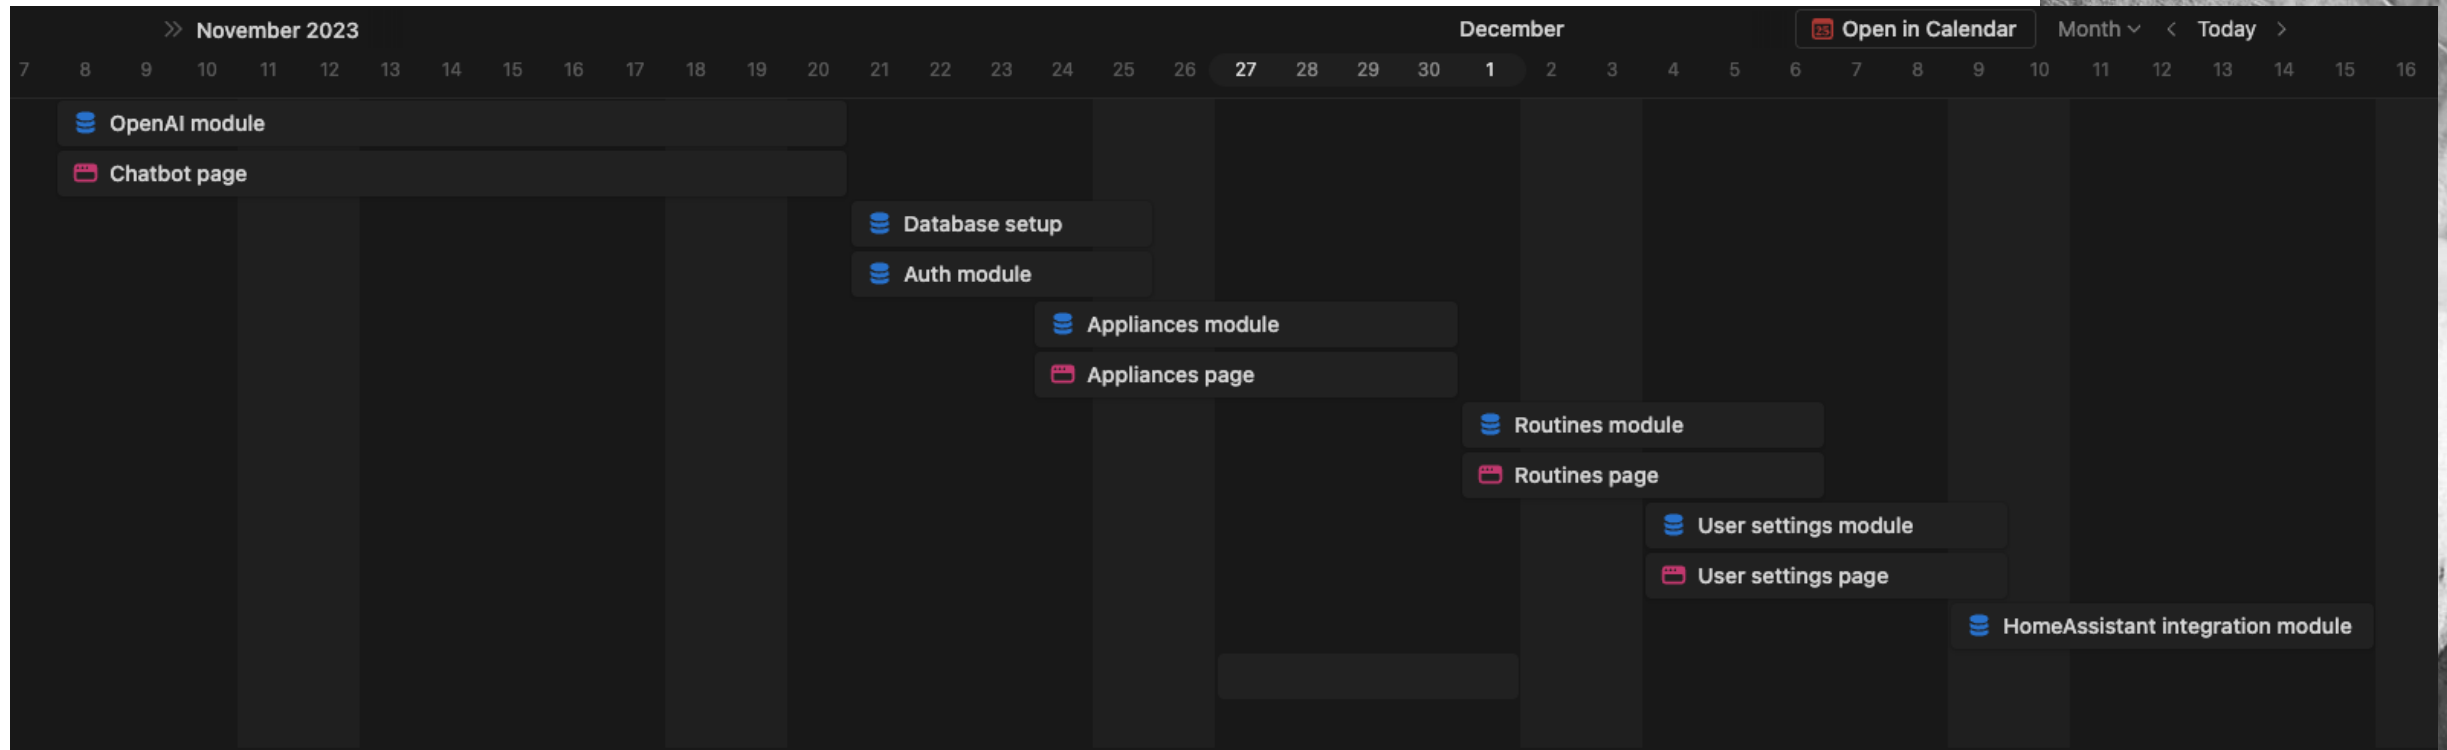 November 2023 December Open in Calendar Month Today
7 8 9 10 11 12 13 14 15 16 17 18 19 20 21 22 23 24 25 26 27 28 29 30 1 2 3 4 5 6 7 8 9 10 11 12 13 14 15 16
OpenAI module
Chatbot page
Database setup
Auth module
Appliances module
Appliances page
Routines module
Routines page
User settings module
User settings page
HomeAssistant integration module